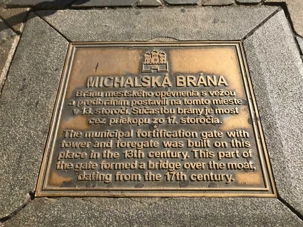 MICHALSKÁ BRÁNA
Bránu mestského opevnenia s vežou
a predbráním postavili na tomto mieste
v 13. storočí. Súčasťou brány je most
cez priekopu zo 17. storočia.
The municipal fortification gate with
tower and foregate was built on this
place in the 13th century. This part of
the gate formed a bridge over the moat,
dating from the 17th century.